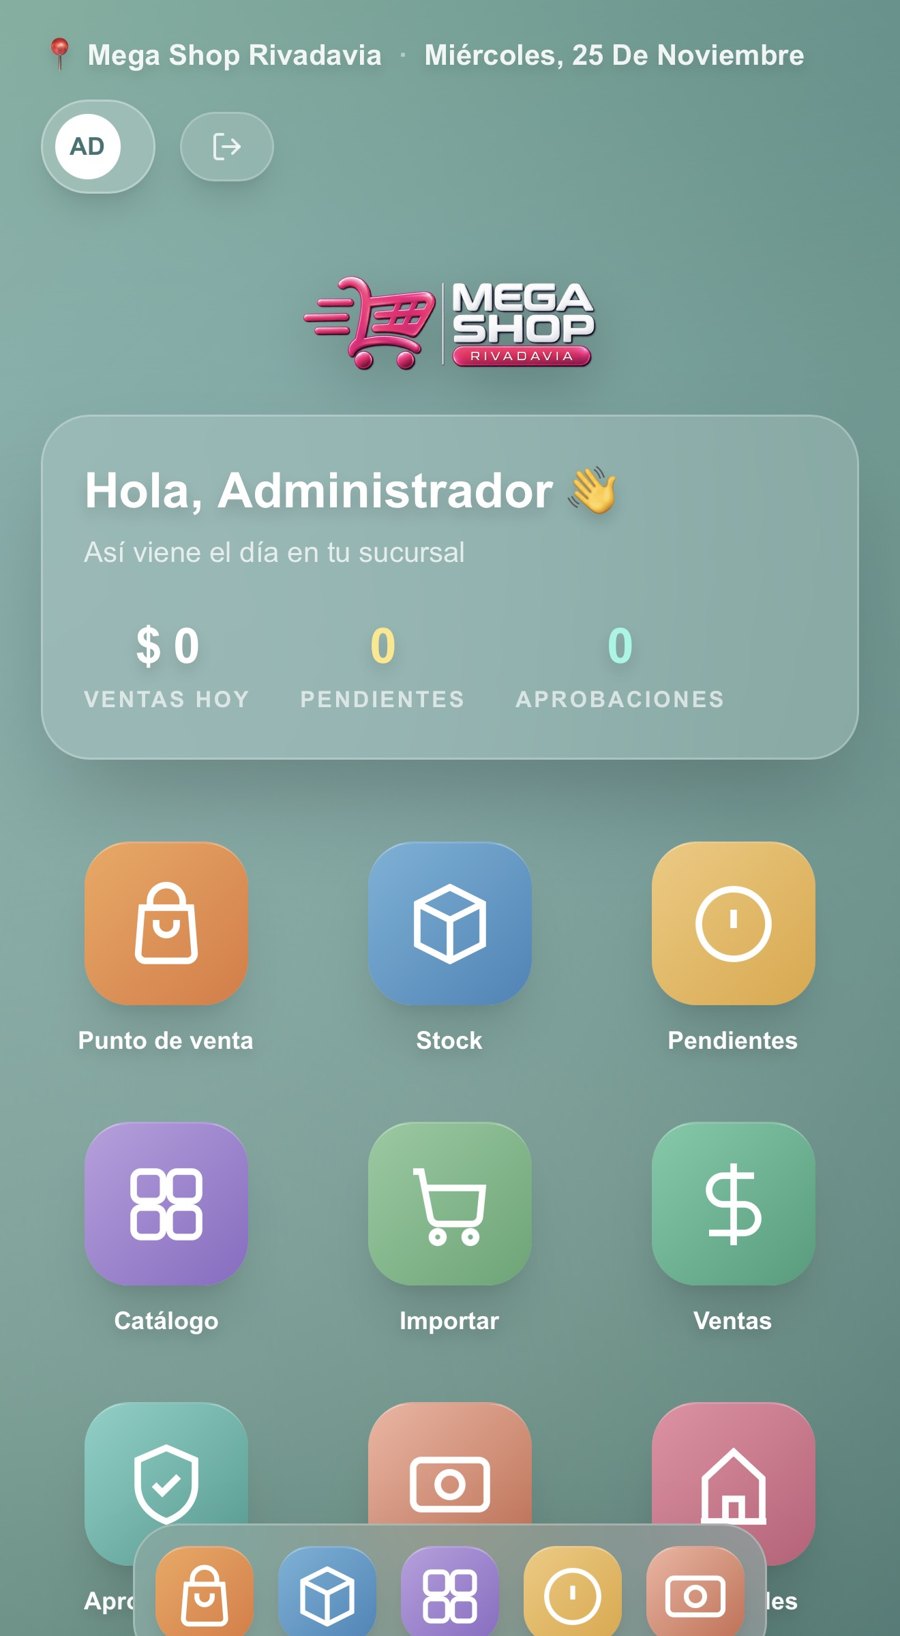 Mega Shop Rivadavia · Miércoles, 25 De Noviembre
AD
MEGA
SHOP
RIVADAVIA
Hola, Administrador 👋
Así viene el día en tu sucursal
$ 0 0 0
VENTAS HOY PENDIENTES APROBACIONES
Punto de venta Stock Pendientes
Catálogo Importar Ventas